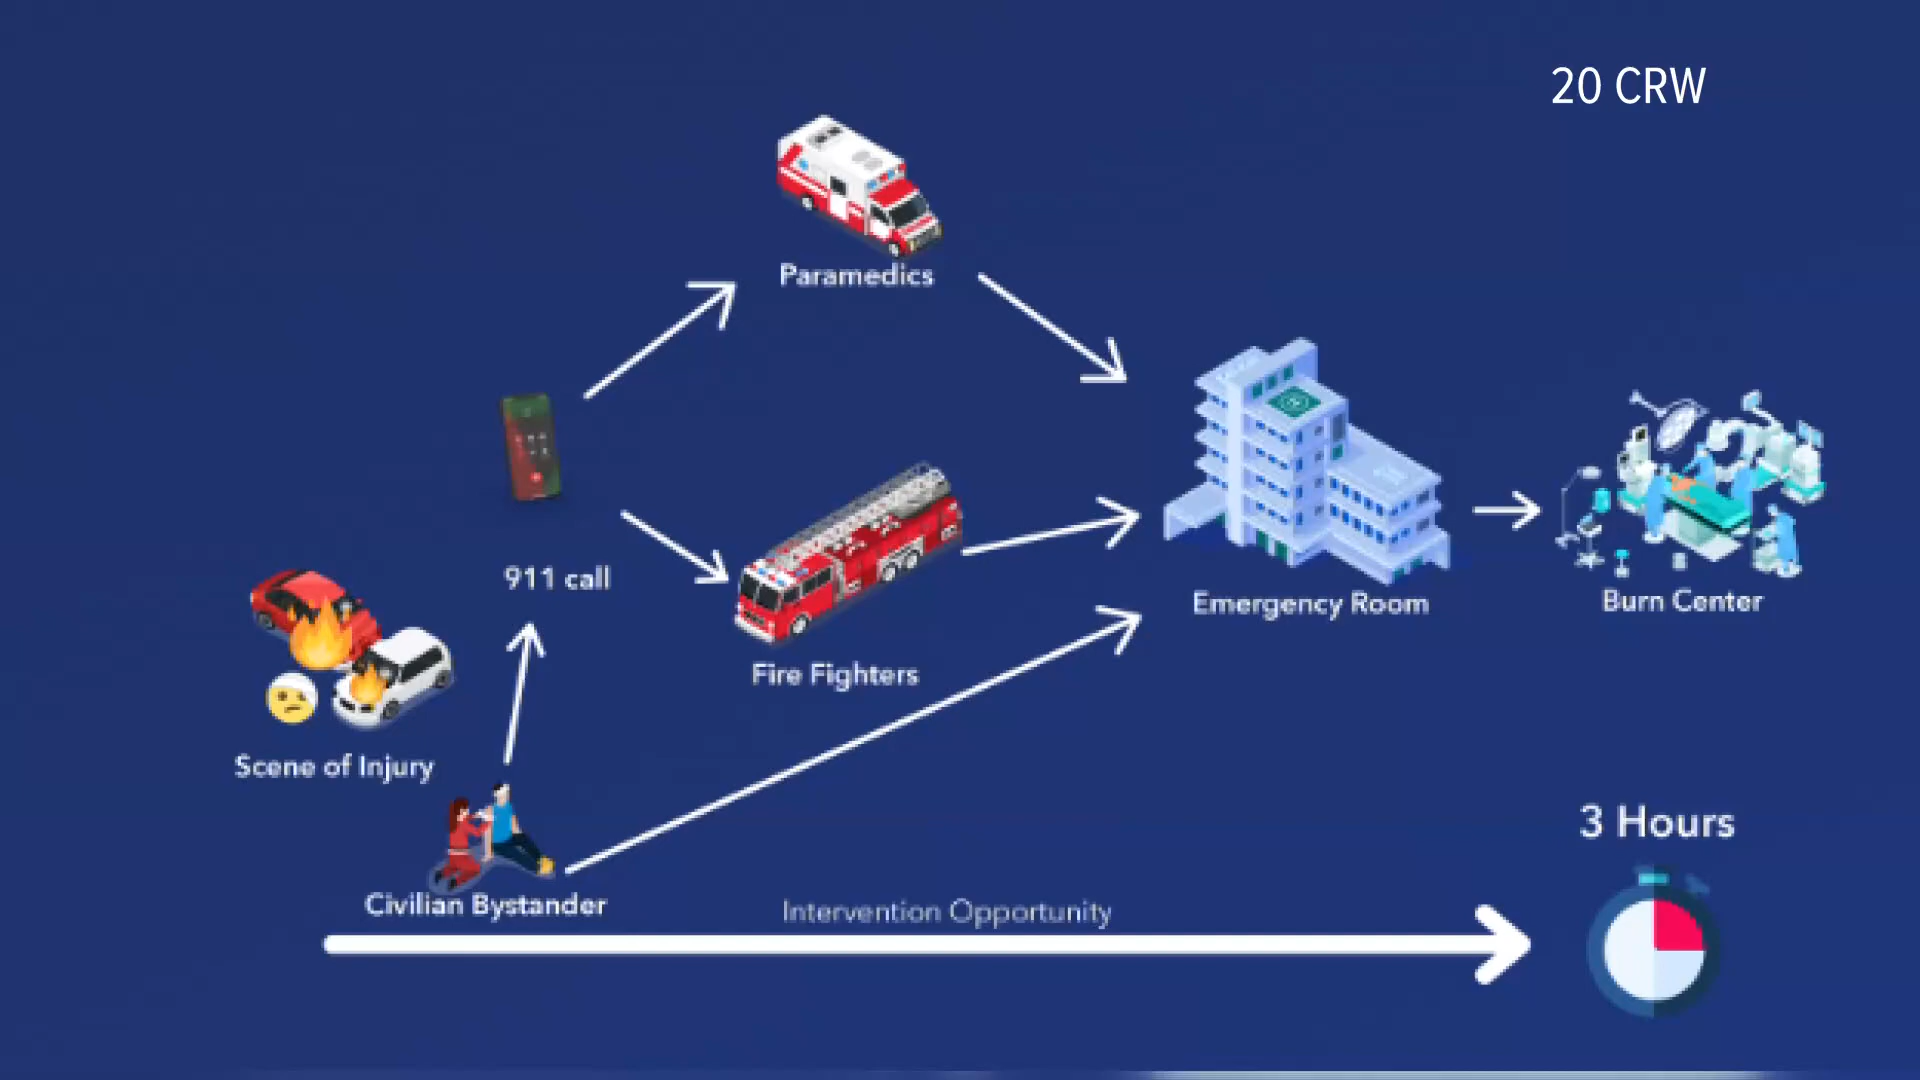 20 CRW
Paramedics
911 call
Fire Fighters
Emergency Room
Burn Center
Scene of Injury
Civilian Bystander
Intervention Opportunity
3 Hours